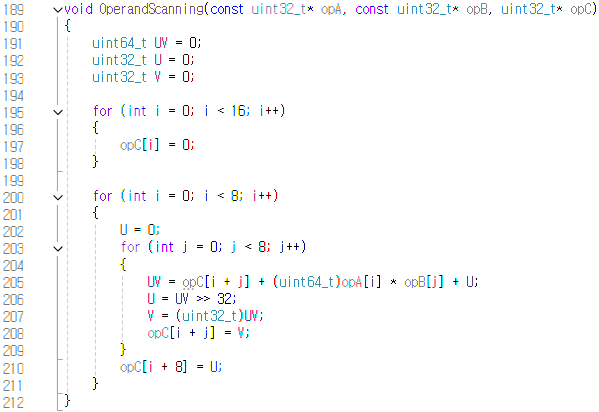 189 void OperandScanning(const uint32_t* opA, const uint32_t* opB, uint32_t* opC)
190 {
191     uint64_t UV = 0;
192     uint32_t U = 0;
193     uint32_t V = 0;
194
195     for (int i = 0; i < 16; i++)
196     {
197         opC[i] = 0;
198     }
199
200     for (int i = 0; i < 8; i++)
201     {
202         U = 0;
203         for (int j = 0; j < 8; j++)
204         {
205             UV = opC[i + j] + (uint64_t)opA[i] * opB[j] + U;
206             U = UV >> 32;
207             V = (uint32_t)UV;
208             opC[i + j] = V;
209         }
210         opC[i + 8] = U;
211     }
212 }